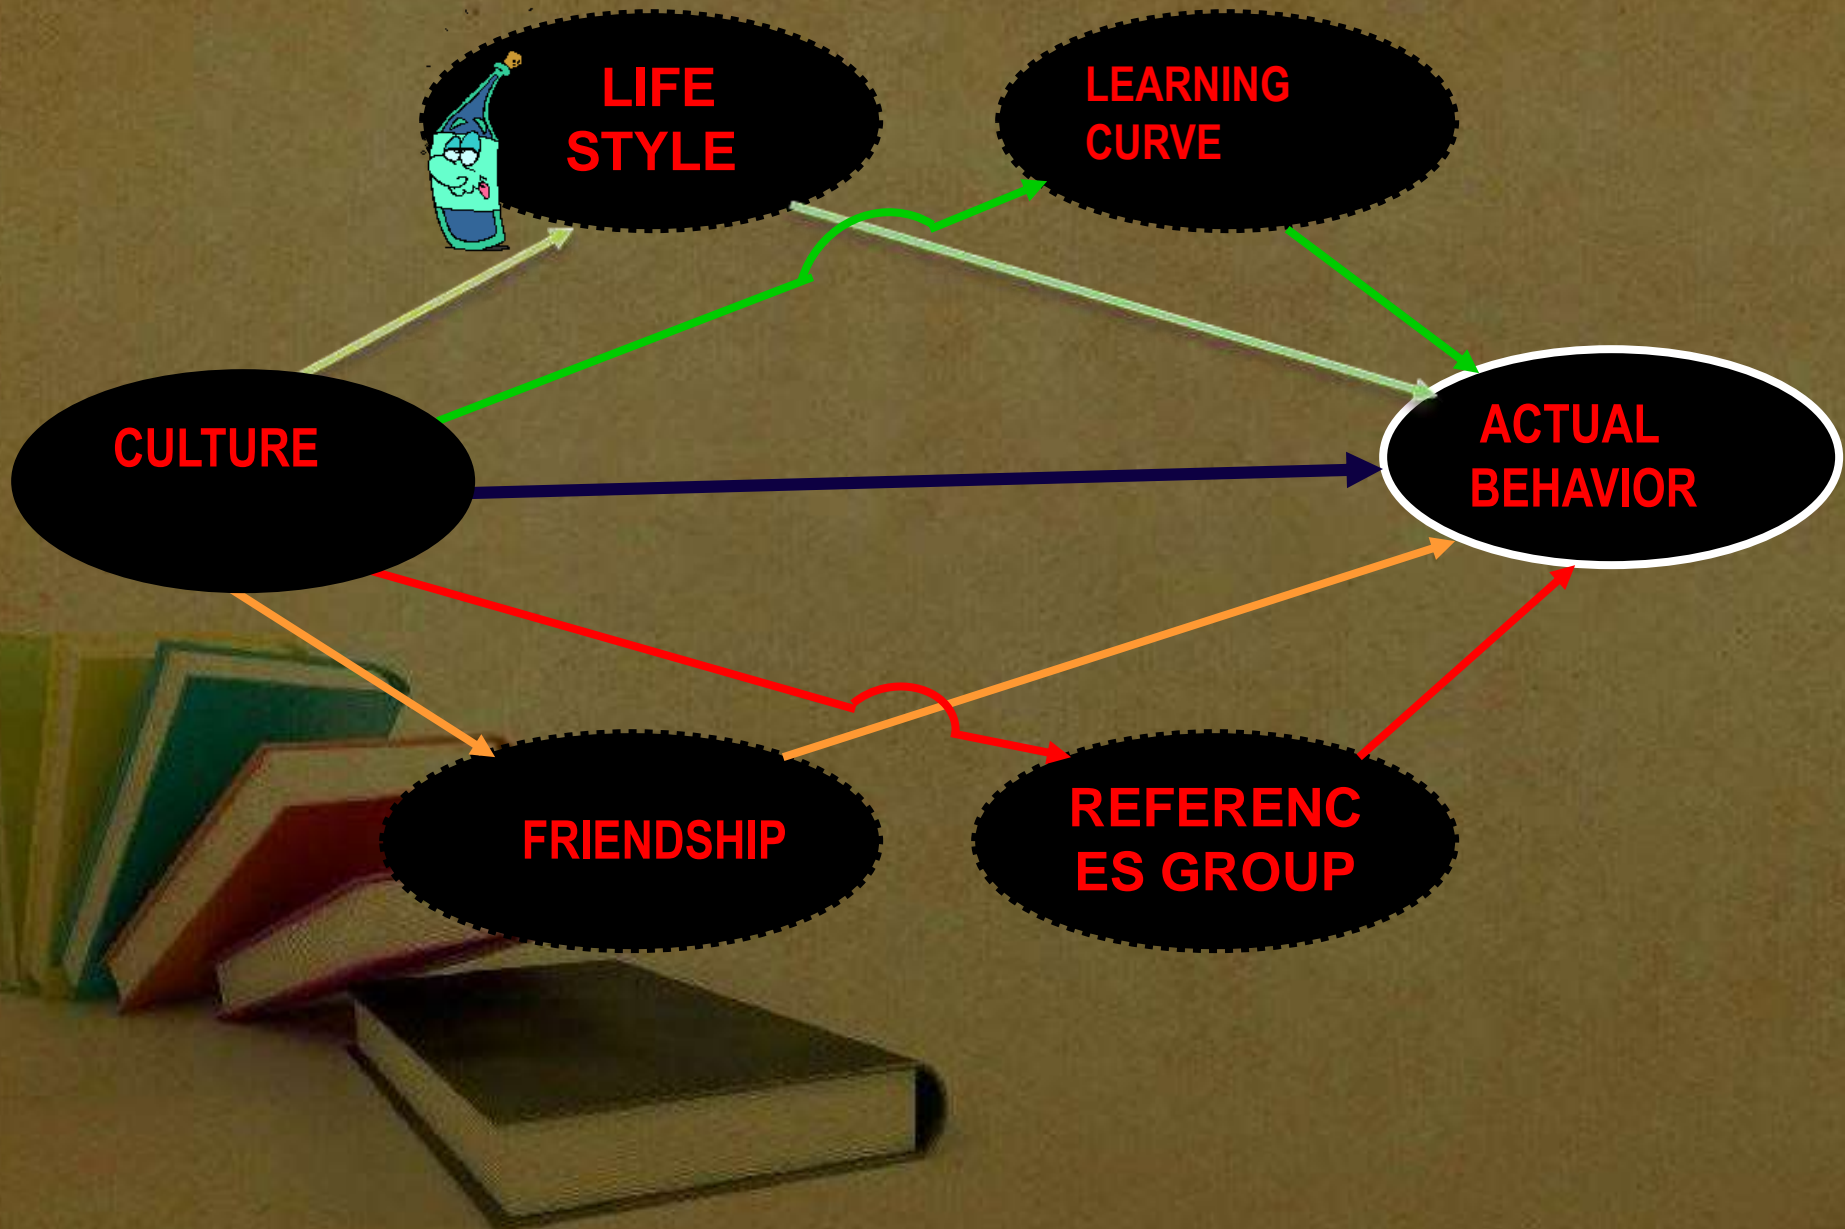 LIFE
STYLE
LEARNING
CURVE
CULTURE
ACTUAL
BEHAVIOR
FRIENDSHIP
REFERENC
ES GROUP